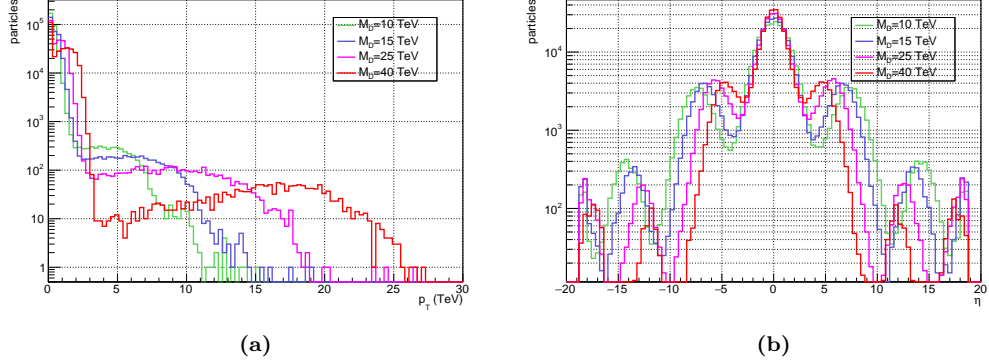 particles
10⁵
10⁴
10³
10²
10
1
0
5
10
15
20
25
30
p_T (TeV)
M_D=10 TeV
M_D=15 TeV
M_D=25 TeV
M_D=40 TeV
(a)
particles
10⁴
10³
10²
−20
−15
−10
−5
0
5
10
15
20
η
M_D=10 TeV
M_D=15 TeV
M_D=25 TeV
M_D=40 TeV
(b)